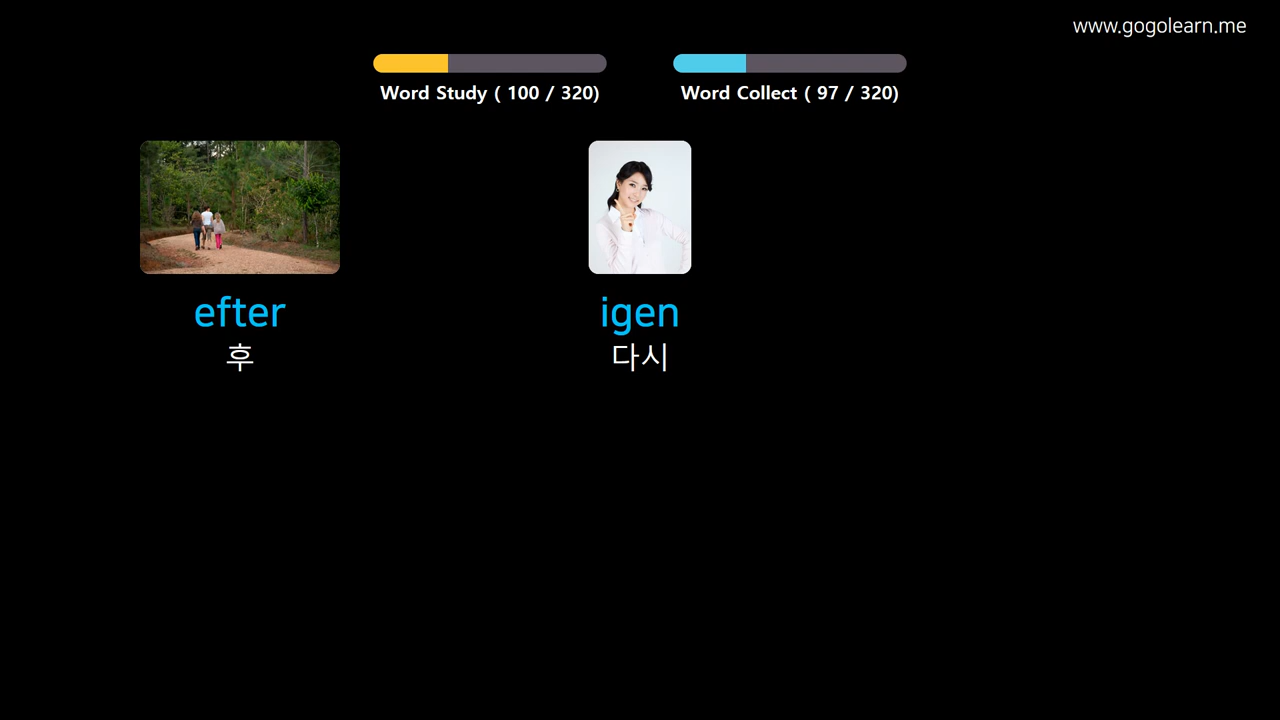 www.gogolearn.me
Word Study ( 100 / 320)
Word Collect ( 97 / 320)
efter
후
igen
다시